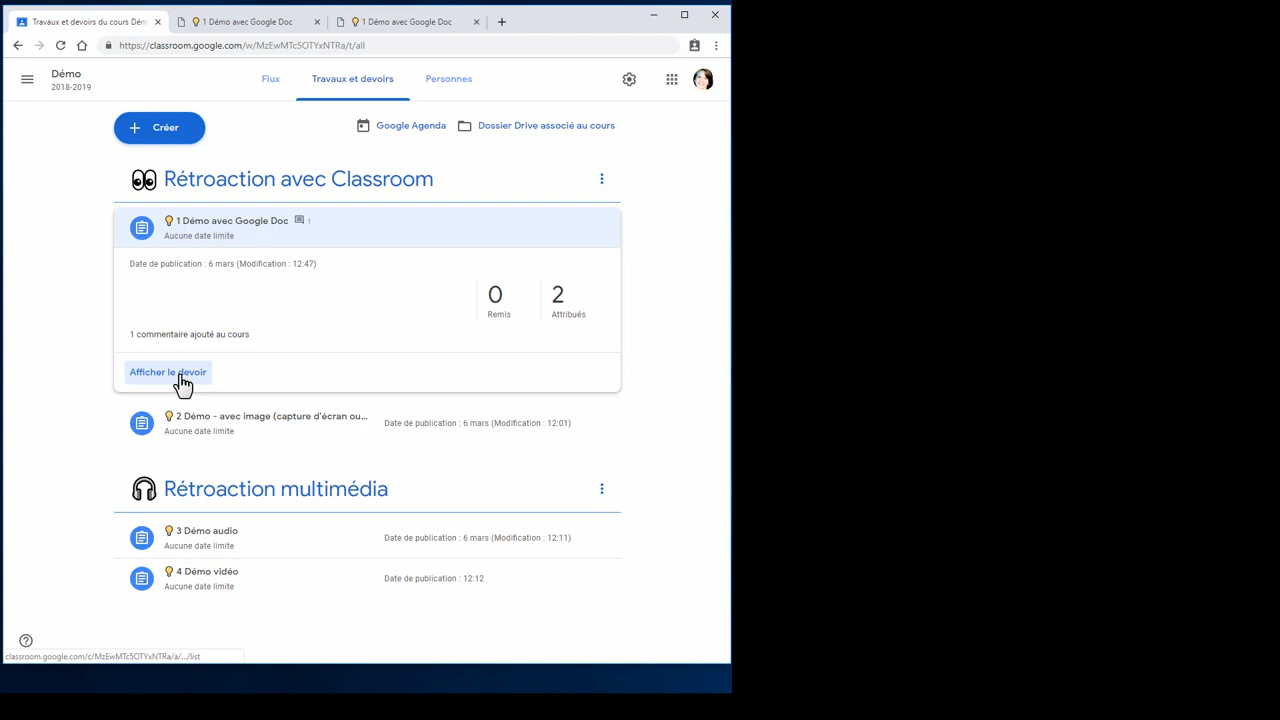 Travaux et devoirs du cours Dém
1 Démo avec Google Doc
1 Démo avec Google Doc
https://classroom.google.com/w/MzEwMTc5OTYxNTRa/t/all
Démo
2018-2019
Flux
Travaux et devoirs
Personnes
Créer
Google Agenda
Dossier Drive associé au cours
Rétroaction avec Classroom
1 Démo avec Google Doc 1
Aucune date limite
Date de publication : 6 mars (Modification : 12:47)
0
Remis
2
Attribués
1 commentaire ajouté au cours
Afficher le devoir
2 Démo - avec image (capture d'écran ou...
Aucune date limite
Date de publication : 6 mars (Modification : 12:01)
Rétroaction multimédia
3 Démo audio
Aucune date limite
Date de publication : 6 mars (Modification : 12:11)
4 Démo vidéo
Aucune date limite
Date de publication : 12:12
classroom.google.com/c/MzEwMTc5OTYxNTRa/a/.../list